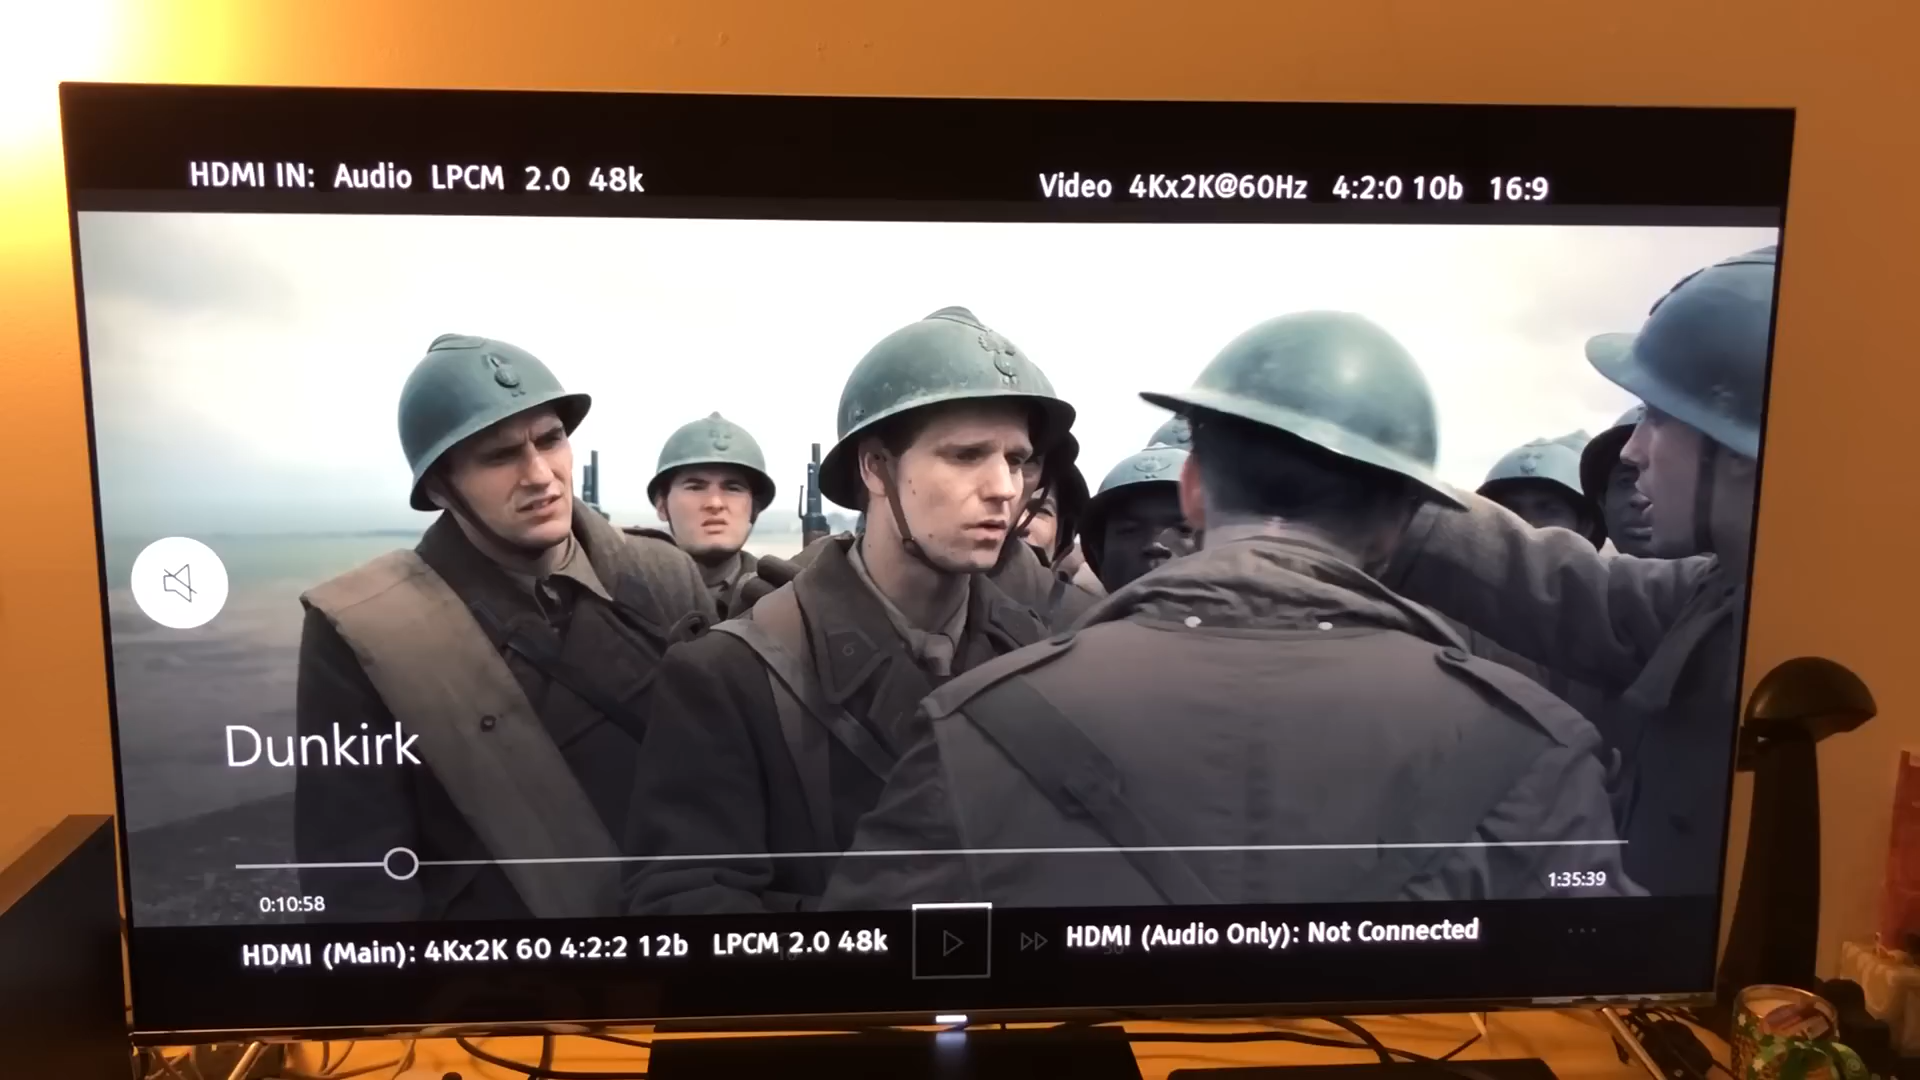 HDMI IN: Audio LPCM 2.0 48k
Video 4Kx2K@60Hz 4:2:0 10b 16:9
Dunkirk
0:10:58
1:35:39
HDMI (Main): 4Kx2K 60 4:2:2 12b LPCM 2.0 48k
HDMI (Audio Only): Not Connected